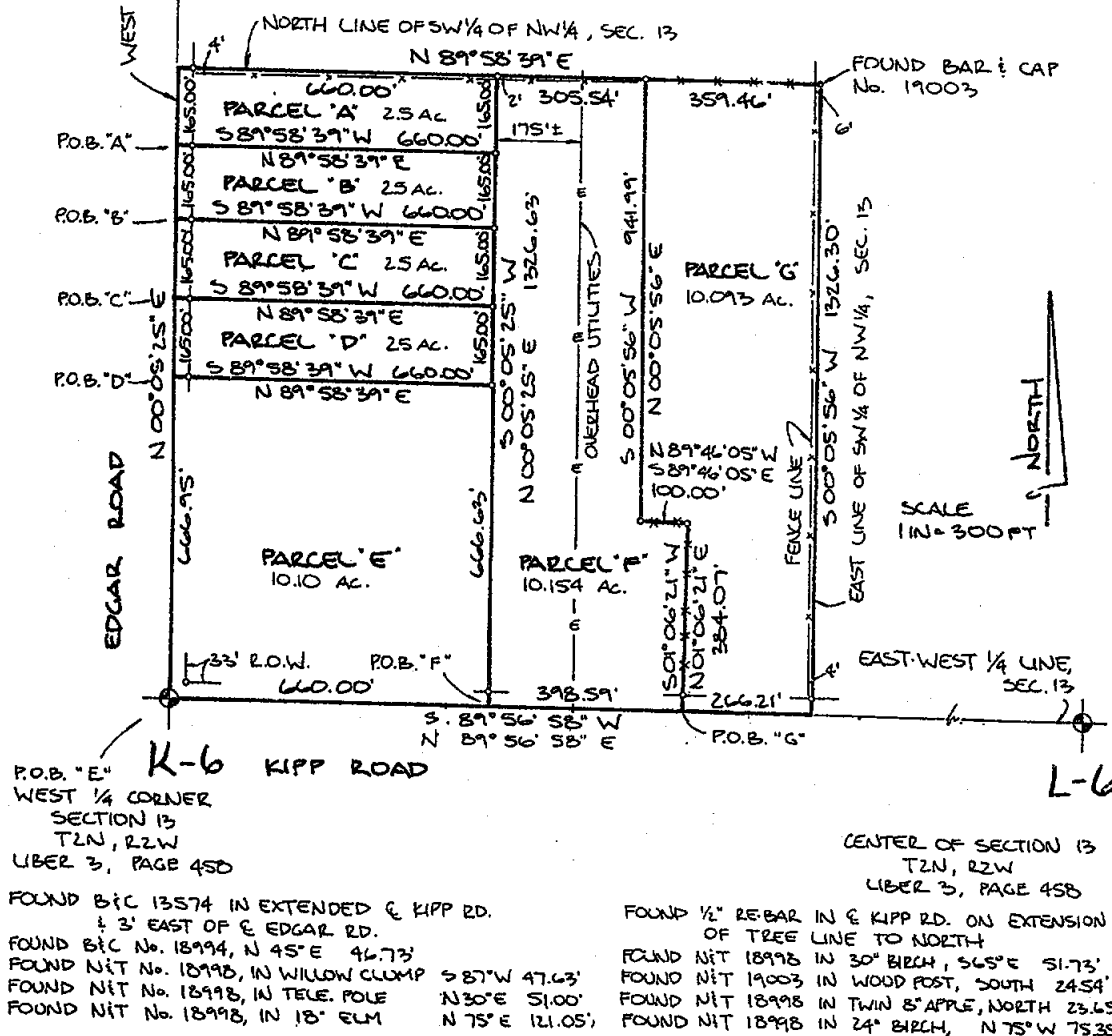 WEST
NORTH LINE OF SW 1/4 OF NW 1/4, SEC. 13
N 89° 58' 39" E
4'
FOUND BAR & CAP
No. 19003
660.00'
2'
305.54'
359.46'
6'
165.00'
PARCEL "A" 2.5 AC.
165.00'
175'±
S 89° 58' 39" W 660.00'
P.O.B. "A"
N 89° 58' 39" E
165.00'
PARCEL "B" 2.5 AC.
165.00'
S 89° 58' 39" W 660.00'
P.O.B. "B"
N 89° 58' 39" E
165.00'
PARCEL "C" 2.5 AC.
165.00'
S 89° 58' 39" W 660.00'
P.O.B. "C"
N 89° 58' 39" E
165.00'
PARCEL "D" 2.5 AC.
165.00'
S 89° 58' 39" W 660.00'
P.O.B. "D"
N 89° 58' 39" E
N 00° 05' 25" E
666.95'
EDGAR ROAD
666.63'
S 00° 05' 25" W
N 00° 05' 25" E 1326.63'
E
E
E
E
OVERHEAD UTILITIES
S 00° 05' 56" W 941.99'
N 00° 05' 56" E
PARCEL "G"
10.093 AC.
N 89° 46' 05" W
S 89° 46' 05" E
100.00'
FENCE LINE
S 00° 05' 56" W 1326.30'
EAST LINE OF SW 1/4 OF NW 1/4, SEC. 13
NORTH
SCALE
1 IN = 300 FT
PARCEL "E"
10.10 AC.
PARCEL "F"
10.154 AC.
S 01° 06' 21" W
N 01° 06' 21" E
384.07'
33' R.O.W.
P.O.B. "F"
660.00'
398.59'
266.21'
4'
EAST-WEST 1/4 LINE,
SEC. 13
S. 89° 56' 58" W
N 89° 56' 58" E
P.O.B. "G"
P.O.B. "E"
K-6 KIPP ROAD
L-6
WEST 1/4 CORNER
SECTION 13
T2N, R2W
LIBER 3, PAGE 458
CENTER OF SECTION 13
T2N, R2W
LIBER 3, PAGE 458
FOUND B&C 13574 IN EXTENDED ℄ KIPP RD.
& 3' EAST OF ℄ EDGAR RD.
FOUND B&C No. 18994, N 45° E 46.73'
FOUND N&T No. 18998, IN WILLOW CLUMP S 87° W 47.63'
FOUND N&T No. 18998, IN TELE. POLE N 30° E 51.00'
FOUND N&T No. 18998, IN 18" ELM N 75° E 121.05',
FOUND 1/2" RE-BAR IN ℄ KIPP RD. ON EXTENSION
OF TREE LINE TO NORTH
FOUND N&T 18998 IN 30" BIRCH, S65°E 51.73'
FOUND N&T 19003 IN WOOD POST, SOUTH 24.54'
FOUND N&T 18998 IN TWIN 8" APPLE, NORTH 23.65
FOUND N&T 18998 IN 24" BIRCH, N 75° W 75.35